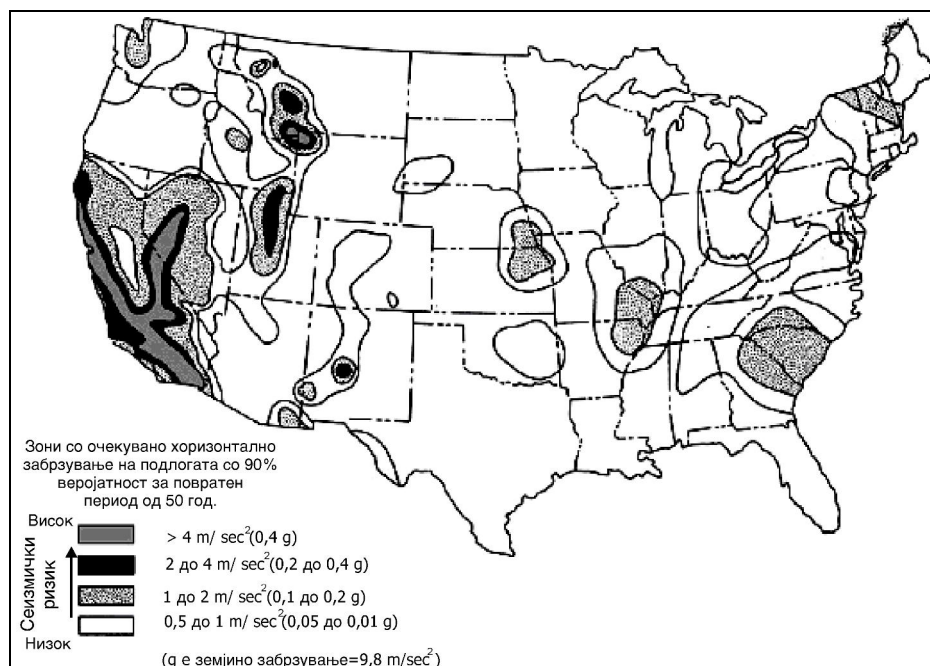 Зони со очекувано хоризонтално
забрзување на подлогата со 90%
веројатност за повратен
период од 50 год.
Висок
> 4 m/ sec²(0,4 g)
2 до 4 m/ sec²(0,2 до 0,4 g)
1 до 2 m/ sec²(0,1 до 0,2 g)
0,5 до 1 m/ sec²(0,05 до 0,01 g)
Низок
Сеизмички
ризик
(g е земјино забрзување=9,8 m/sec²)